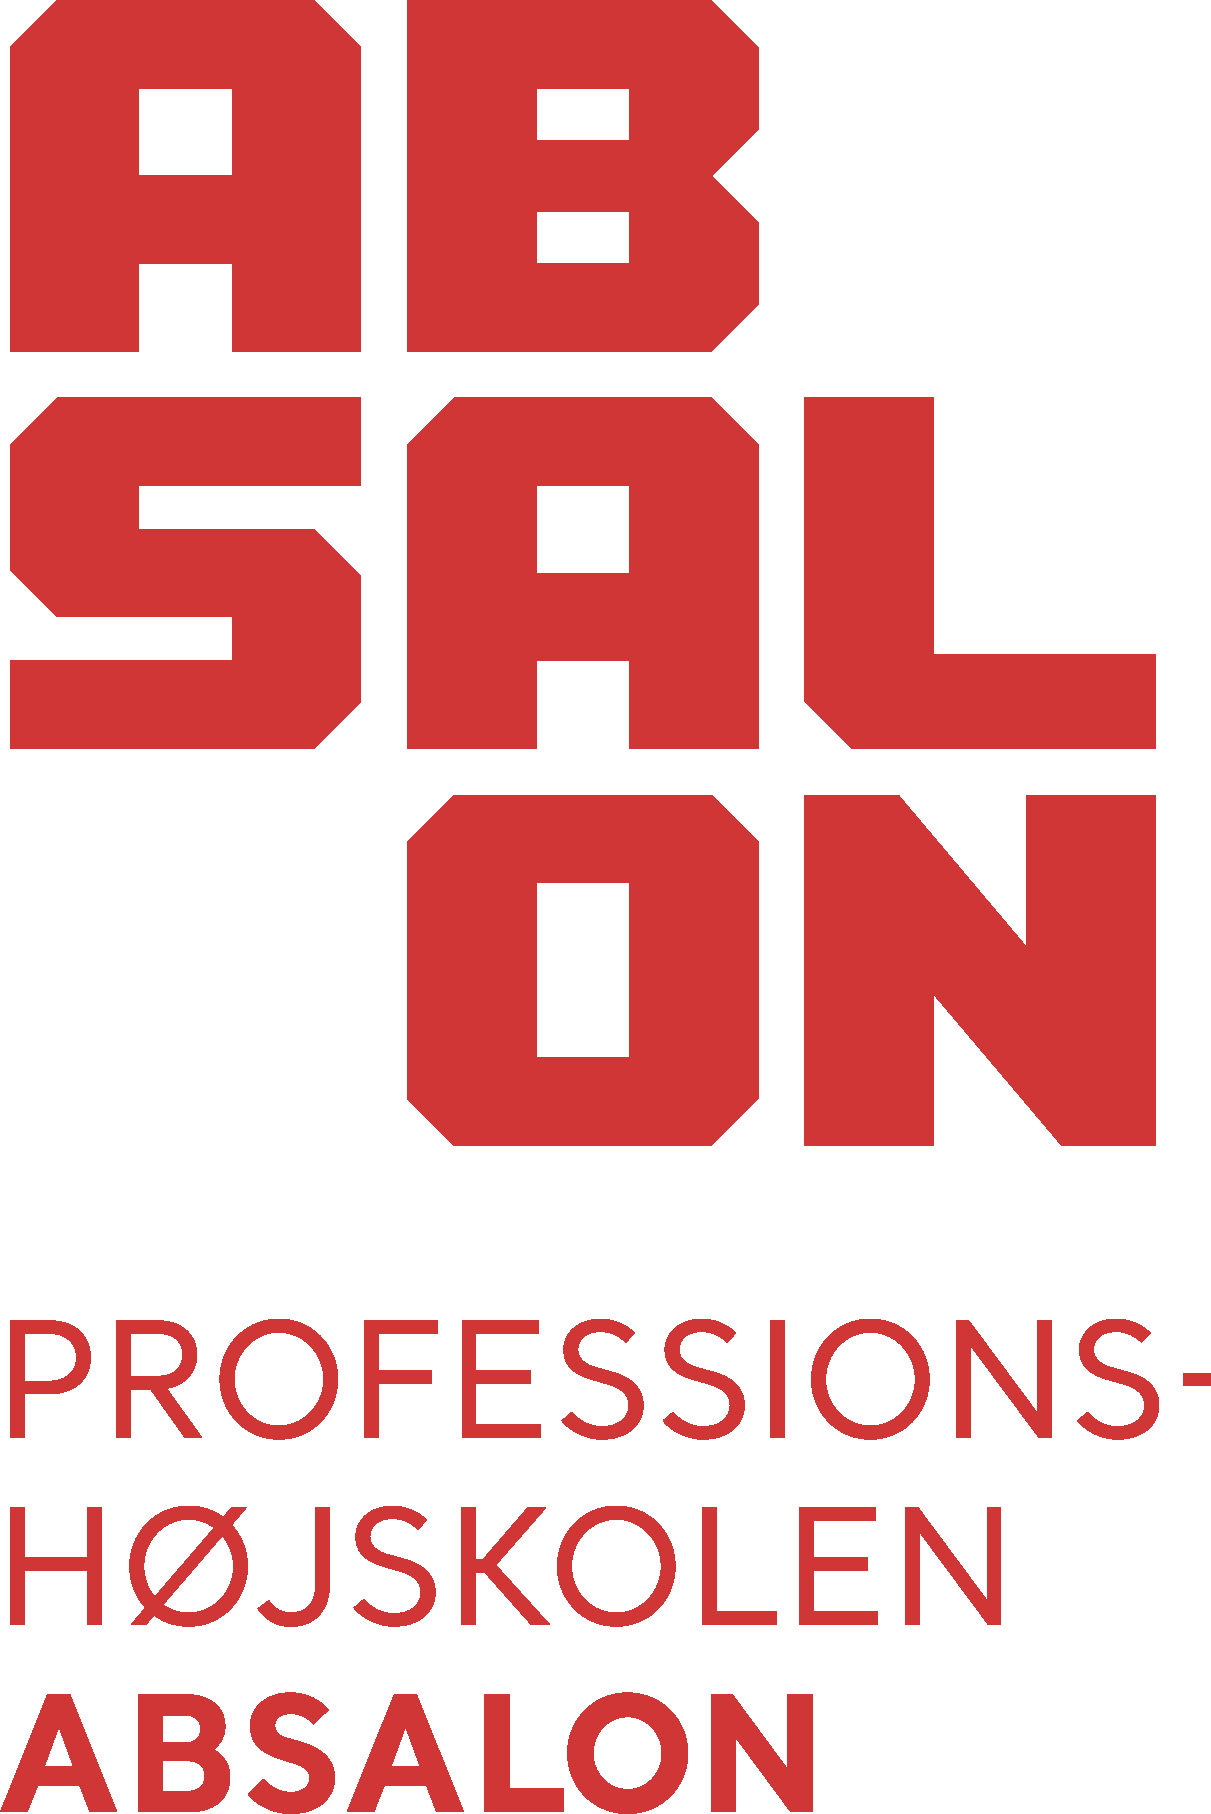 AB
SAL
ON
PROFESSIONS-
HØJSKOLEN
ABSALON